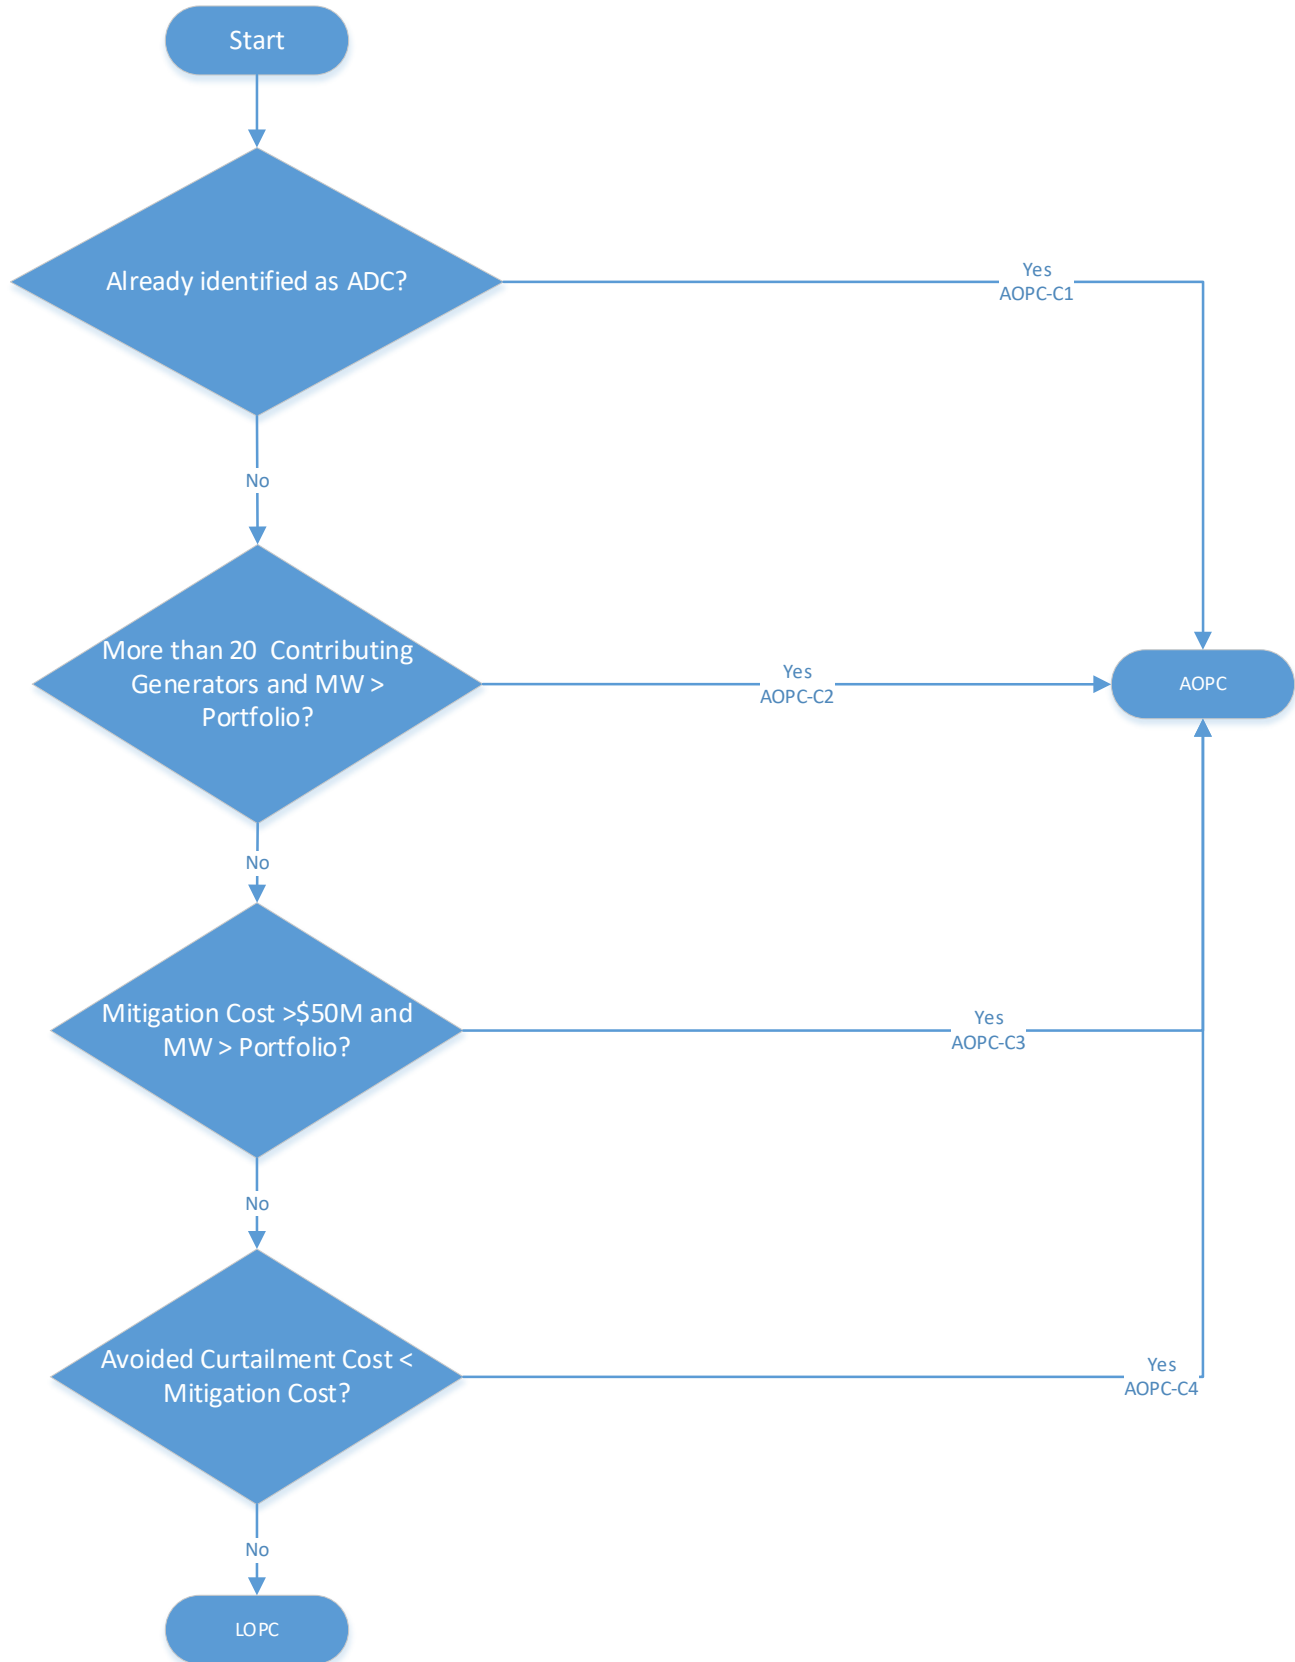 Start
Already identified as ADC?
Yes
AOPC-C1
No
More than 20  Contributing
Generators and MW >
Portfolio?
Yes
AOPC-C2
AOPC
No
Mitigation Cost >$50M and
MW > Portfolio?
Yes
AOPC-C3
No
Avoided Curtailment Cost <
Mitigation Cost?
Yes
AOPC-C4
No
LOPC